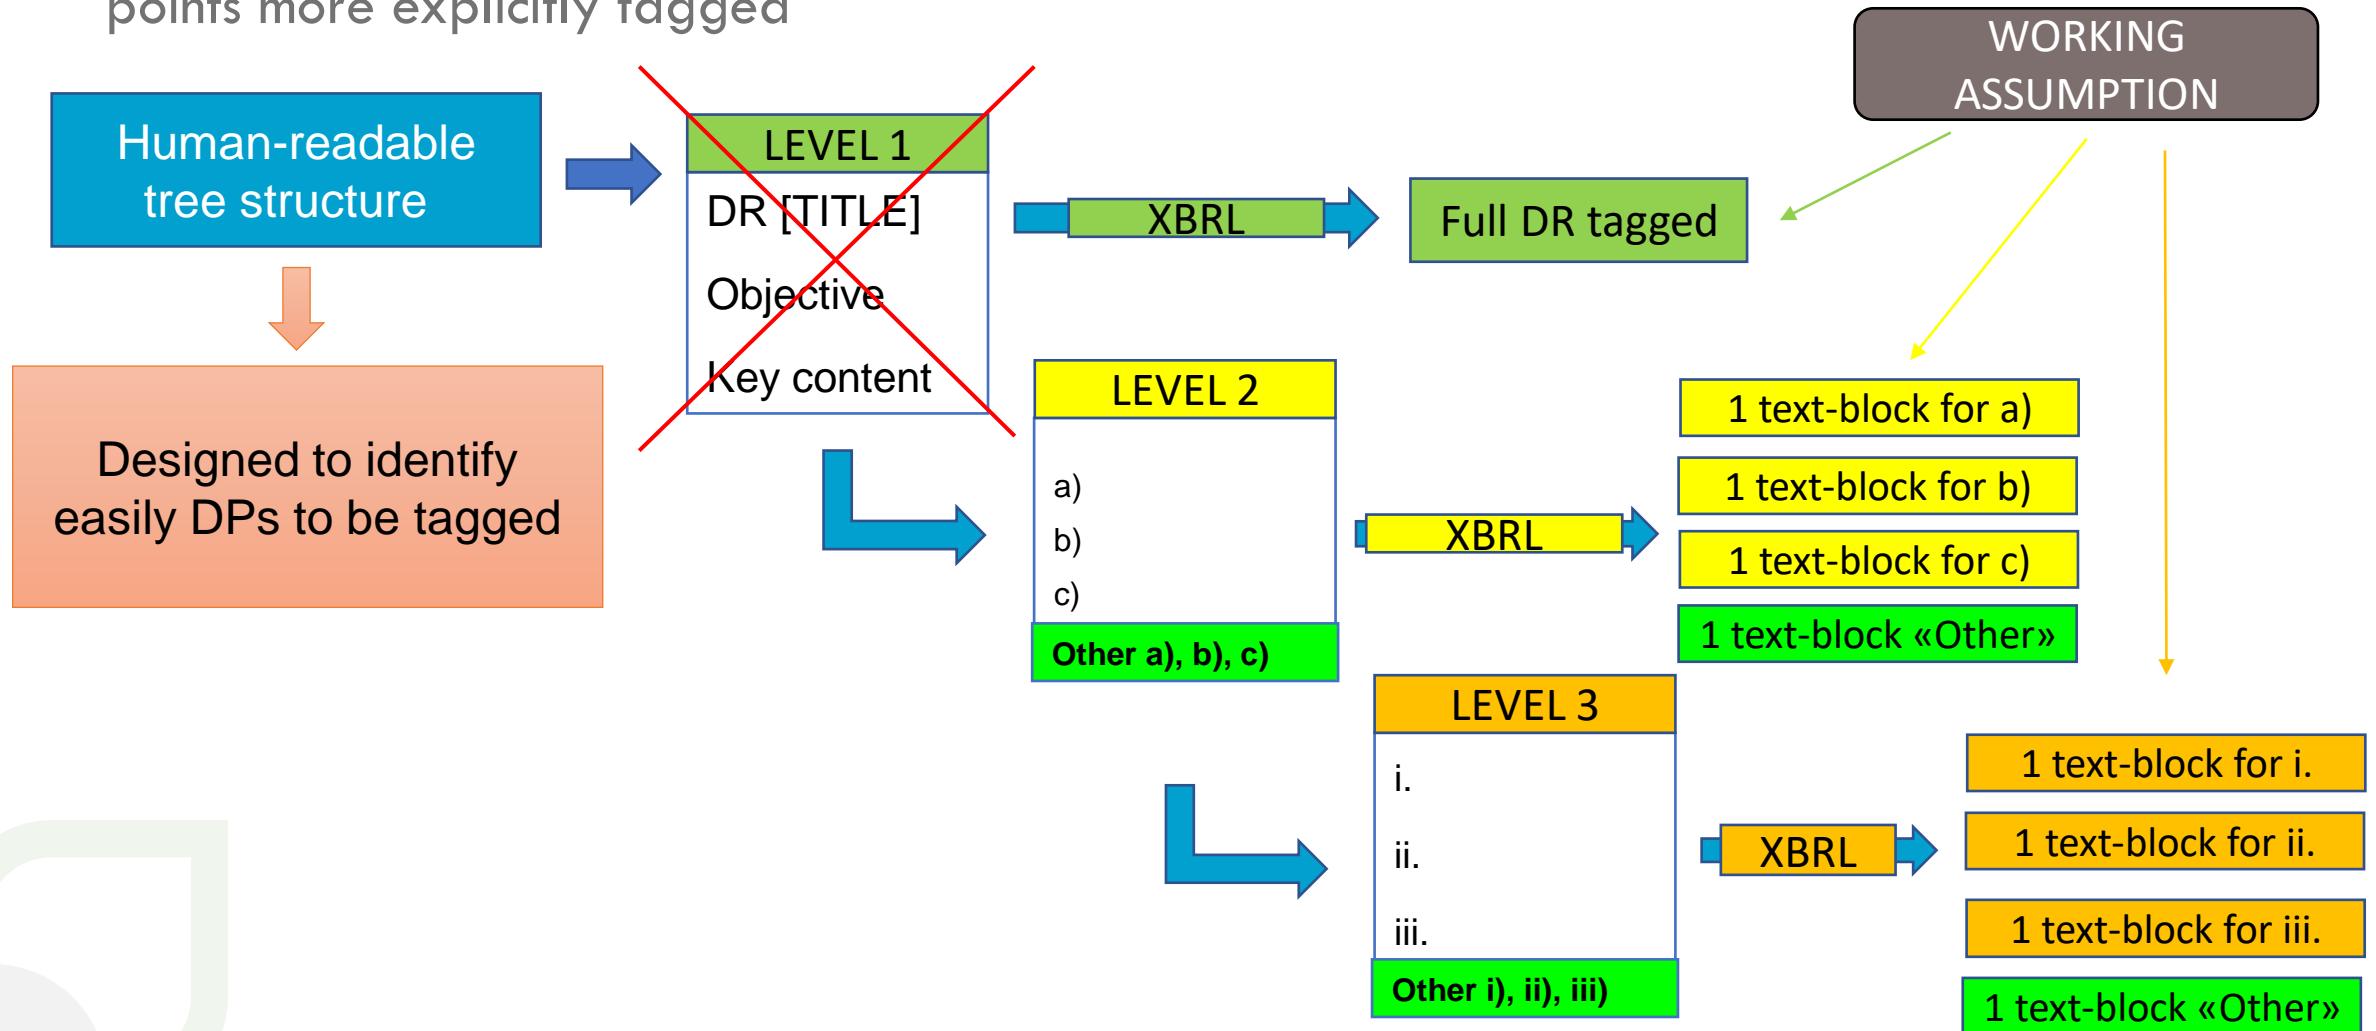 points more explicitly tagged
WORKING
ASSUMPTION
Human-readable
tree structure
LEVEL 1
DR [TITLE]
Objective
Key content
XBRL
Full DR tagged
Designed to identify
easily DPs to be tagged
LEVEL 2
a)
b)
c)
Other a), b), c)
XBRL
1 text-block for a)
1 text-block for b)
1 text-block for c)
1 text-block «Other»
LEVEL 3
i.
ii.
iii.
Other i), ii), iii)
XBRL
1 text-block for i.
1 text-block for ii.
1 text-block for iii.
1 text-block «Other»